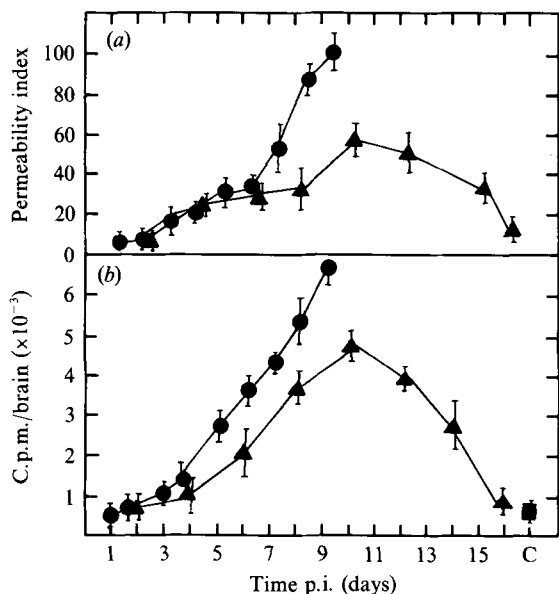 (a)
Permeability index
100
80
60
40
20
0
(b)
C.p.m./brain (×10⁻³)
6
5
4
3
2
1
1 3 5 7 9 11 13 15 C
Time p.i. (days)